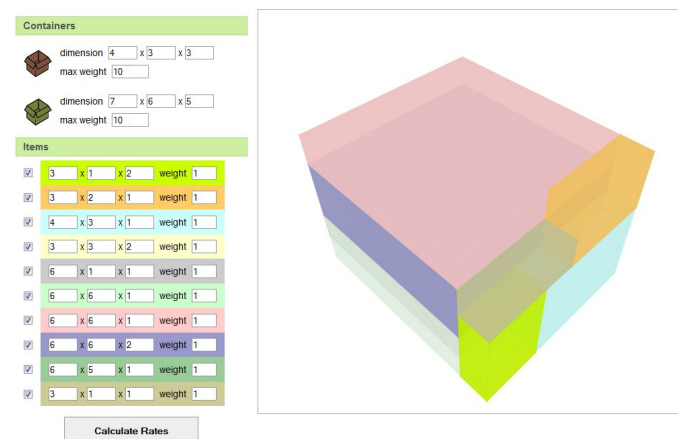 Containers
dimension 4 x 3 x 3
max weight 10
dimension 7 x 6 x 5
max weight 10
Items
3 x 1 x 2 weight 1
3 x 2 x 1 weight 1
4 x 3 x 1 weight 1
3 x 3 x 2 weight 1
6 x 1 x 1 weight 1
6 x 6 x 1 weight 1
6 x 6 x 1 weight 1
6 x 6 x 2 weight 1
6 x 5 x 1 weight 1
3 x 1 x 1 weight 1
Calculate Rates